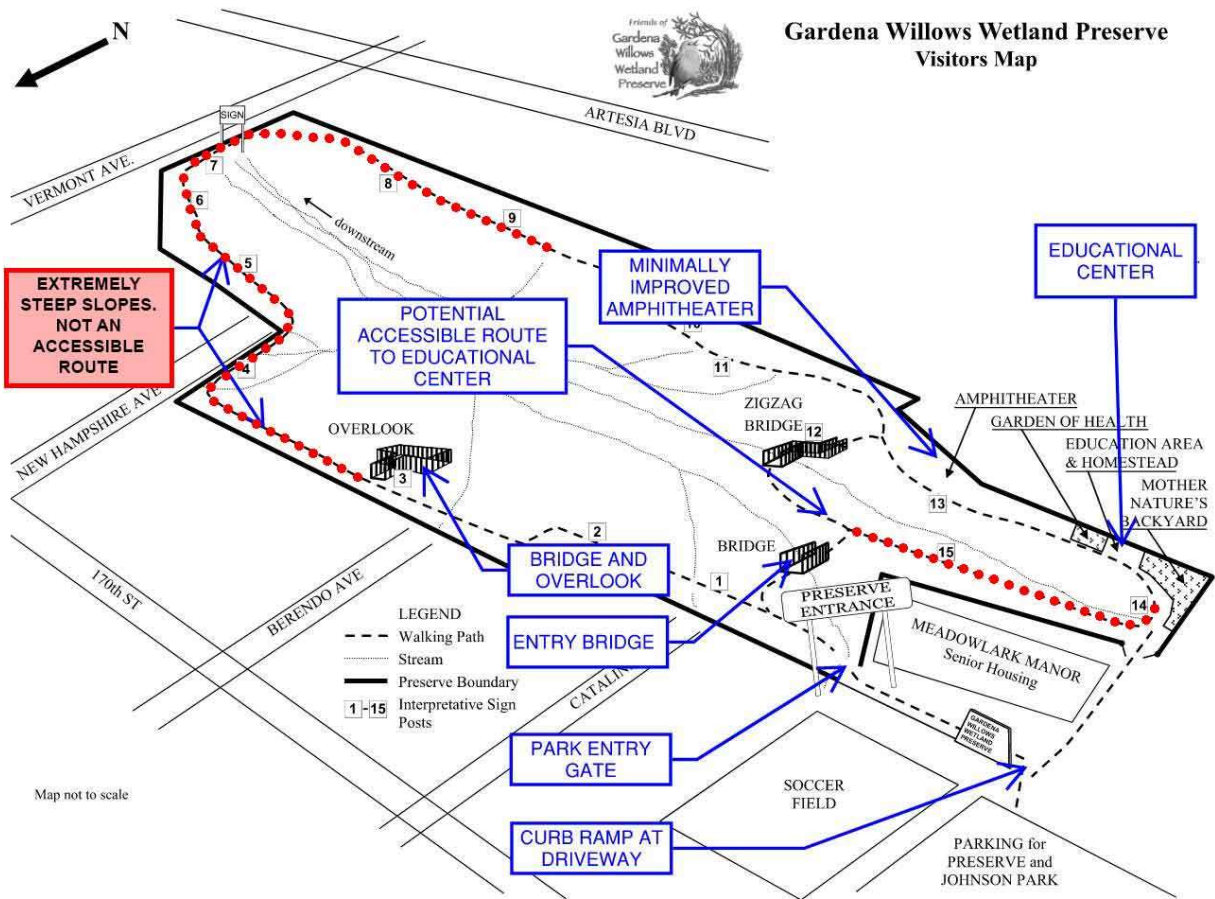 N
Friends of
Gardena
Willows
Wetland
Preserve
Gardena Willows Wetland Preserve
Visitors Map
ARTESIA BLVD
SIGN
VERMONT AVE.
7
8
6
9
downstream
5
EXTREMELY
STEEP SLOPES.
NOT AN
ACCESSIBLE
ROUTE
MINIMALLY
IMPROVED
AMPHITHEATER
EDUCATIONAL
CENTER
POTENTIAL
ACCESSIBLE ROUTE
TO EDUCATIONAL
CENTER
11
4
NEW HAMPSHIRE AVE
OVERLOOK
3
ZIGZAG
BRIDGE
12
AMPHITHEATER
GARDEN OF HEALTH
EDUCATION AREA
& HOMESTEAD
MOTHER
NATURE'S
BACKYARD
13
2
BRIDGE
15
BRIDGE AND
OVERLOOK
1
PRESERVE
ENTRANCE
14
170th ST
BERENDO AVE
ENTRY BRIDGE
MEADOWLARK MANOR
Senior Housing
LEGEND
Walking Path
Stream
Preserve Boundary
1 - 15 Interpretative Sign
Posts
CATALIN
GARDENA
WILLOWS
WETLAND
PRESERVE
PARK ENTRY
GATE
SOCCER
FIELD
Map not to scale
CURB RAMP AT
DRIVEWAY
PARKING for
PRESERVE and
JOHNSON PARK